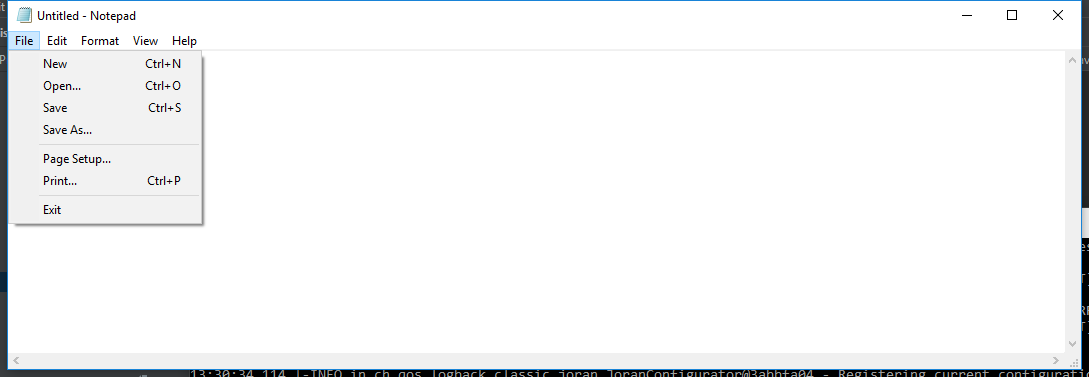 Untitled - Notepad
File Edit Format View Help
New Ctrl+N
Open... Ctrl+O
Save Ctrl+S
Save As...
Page Setup...
Print... Ctrl+P
Exit
13:30:34,114 |-INFO in ch.qos.logback.classic.joran.JoranConfigurator@3abbfa04 - Registering current configurati